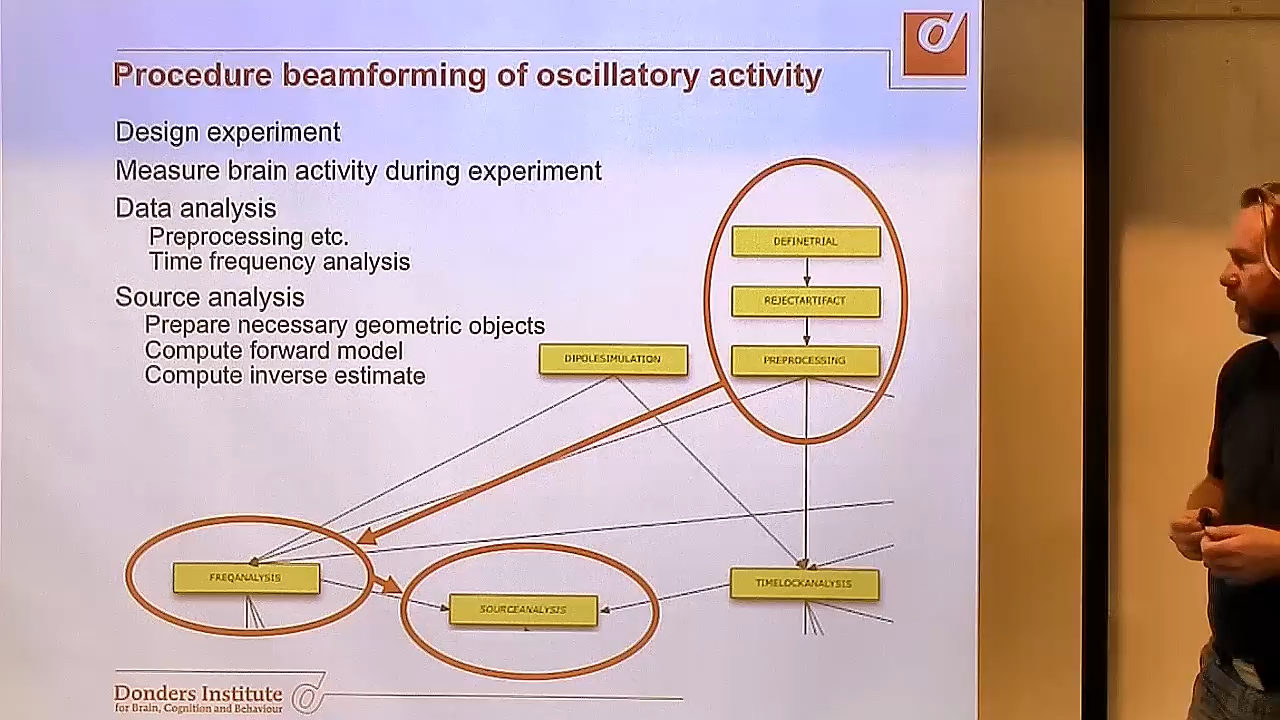 Procedure beamforming of oscillatory activity
Design experiment
Measure brain activity during experiment
Data analysis
Preprocessing etc.
Time frequency analysis
Source analysis
Prepare necessary geometric objects
Compute forward model
Compute inverse estimate
DEFINETRIAL
REJECTARTIFACT
PREPROCESSING
DIPOLESIMULATION
FREQANALYSIS
SOURCEANALYSIS
TIMELOCKANALYSIS
Donders Institute
for Brain, Cognition and Behaviour